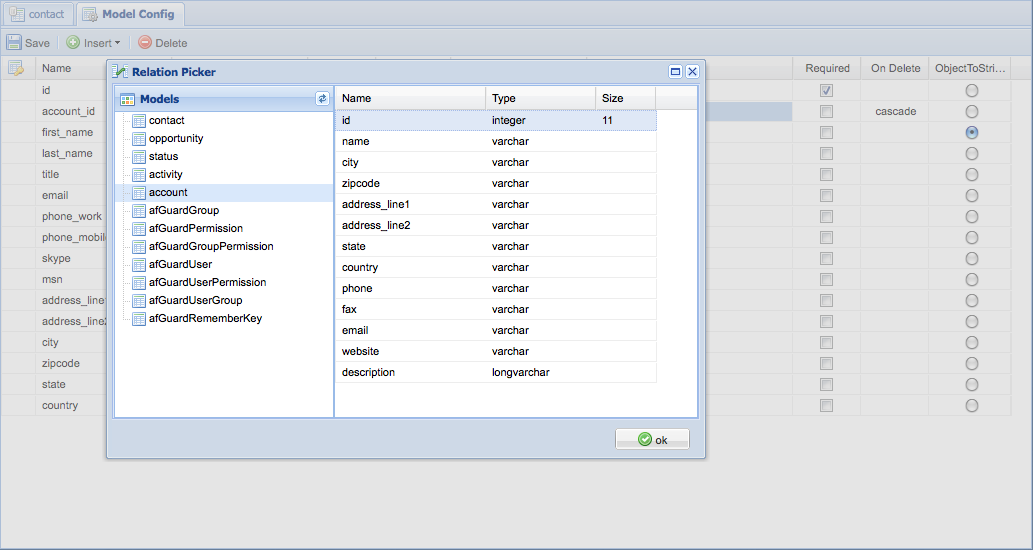 contact
Model Config
Save
Insert
Delete
Name
Required
On Delete
ObjectToStri...
id
account_id
cascade
first_name
last_name
title
email
phone_work
phone_mobil
skype
msn
address_line
address_line
city
zipcode
state
country
Relation Picker
Models
contact
opportunity
status
activity
account
afGuardGroup
afGuardPermission
afGuardGroupPermission
afGuardUser
afGuardUserPermission
afGuardUserGroup
afGuardRememberKey
Name Type Size
id integer 11
name varchar
city varchar
zipcode varchar
address_line1 varchar
address_line2 varchar
state varchar
country varchar
phone varchar
fax varchar
email varchar
website varchar
description longvarchar
ok